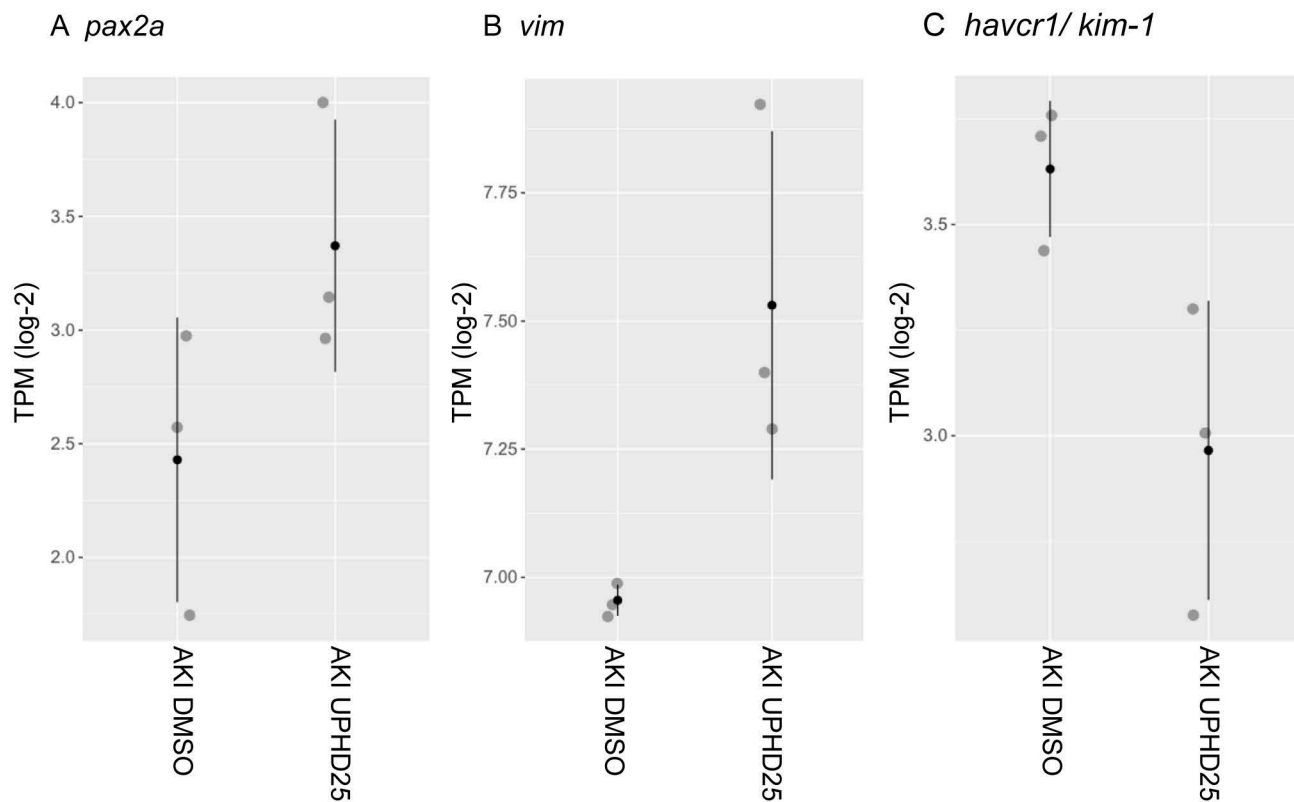 A pax2a
TPM (log-2)
4.0
3.5
3.0
2.5
2.0
AKI DMSO
AKI UPHD25
B vim
TPM (log-2)
7.75
7.50
7.25
7.00
AKI DMSO
AKI UPHD25
C havcr1/ kim-1
TPM (log-2)
3.5
3.0
AKI DMSO
AKI UPHD25